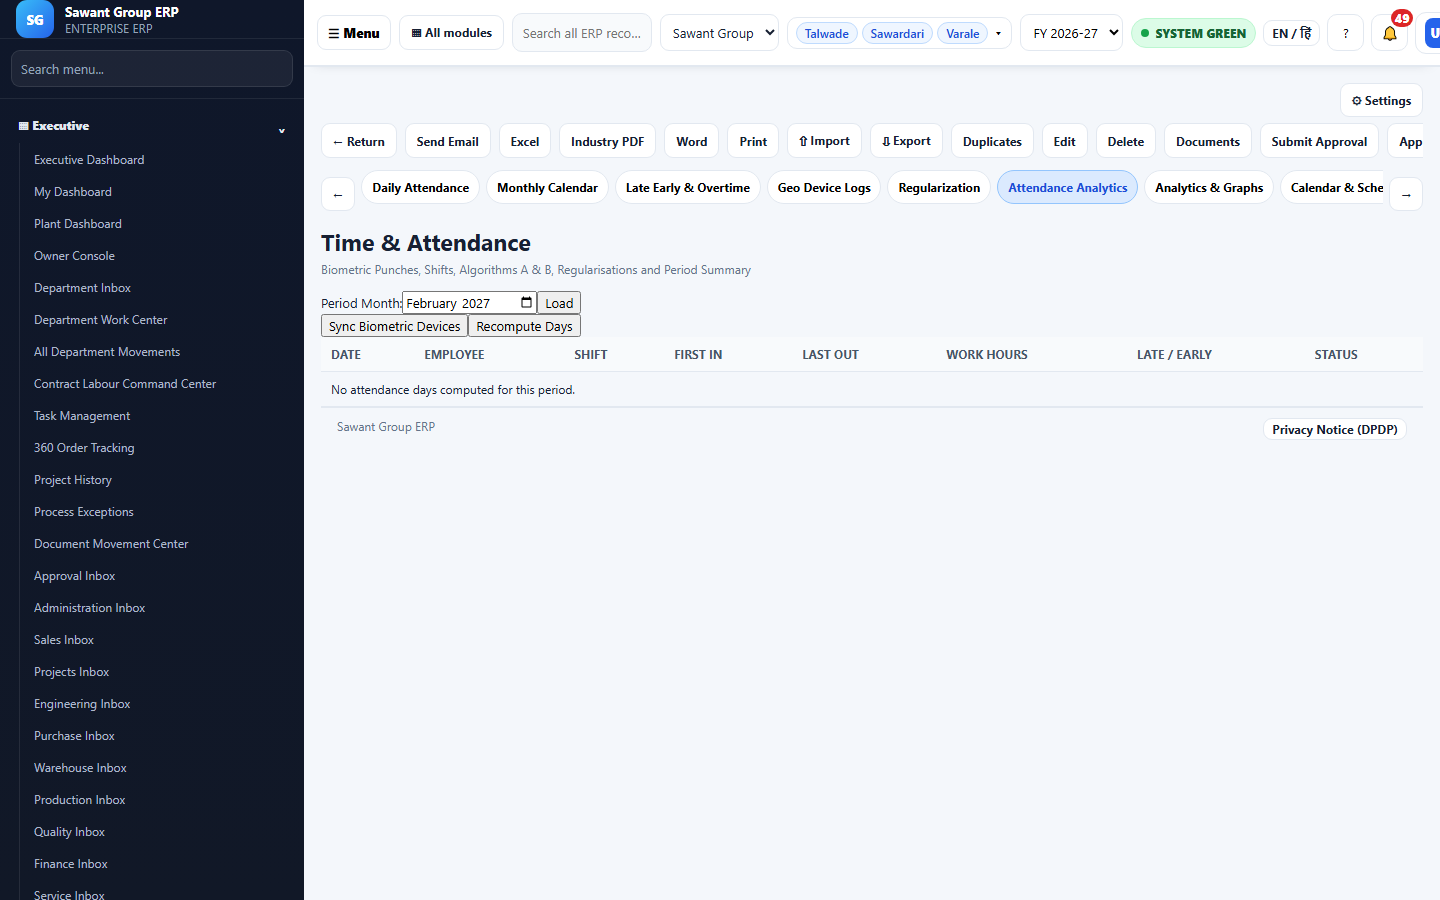 SG
Sawant Group ERP
ENTERPRISE ERP
Search menu...
Executive
Executive Dashboard
My Dashboard
Plant Dashboard
Owner Console
Department Inbox
Department Work Center
All Department Movements
Contract Labour Command Center
Task Management
360 Order Tracking
Project History
Process Exceptions
Document Movement Center
Approval Inbox
Administration Inbox
Sales Inbox
Projects Inbox
Engineering Inbox
Purchase Inbox
Warehouse Inbox
Production Inbox
Quality Inbox
Finance Inbox
Service Inbox
☰ Menu
All modules
Search all ERP reco...
Sawant Group
Talwade Sawardari Varale
FY 2026-27
SYSTEM GREEN
EN / हिं
?
49
U
⚙ Settings
← Return
Send Email
Excel
Industry PDF
Word
Print
⇧ Import
⇩ Export
Duplicates
Edit
Delete
Documents
Submit Approval
App
←
Daily Attendance
Monthly Calendar
Late Early & Overtime
Geo Device Logs
Regularization
Attendance Analytics
Analytics & Graphs
Calendar & Sche
→
Time & Attendance
Biometric Punches, Shifts, Algorithms A & B, Regularisations and Period Summary
Period Month: February 2027 Load
Sync Biometric Devices Recompute Days
DATE EMPLOYEE SHIFT FIRST IN LAST OUT WORK HOURS LATE / EARLY STATUS
No attendance days computed for this period.
Sawant Group ERP
Privacy Notice (DPDP)